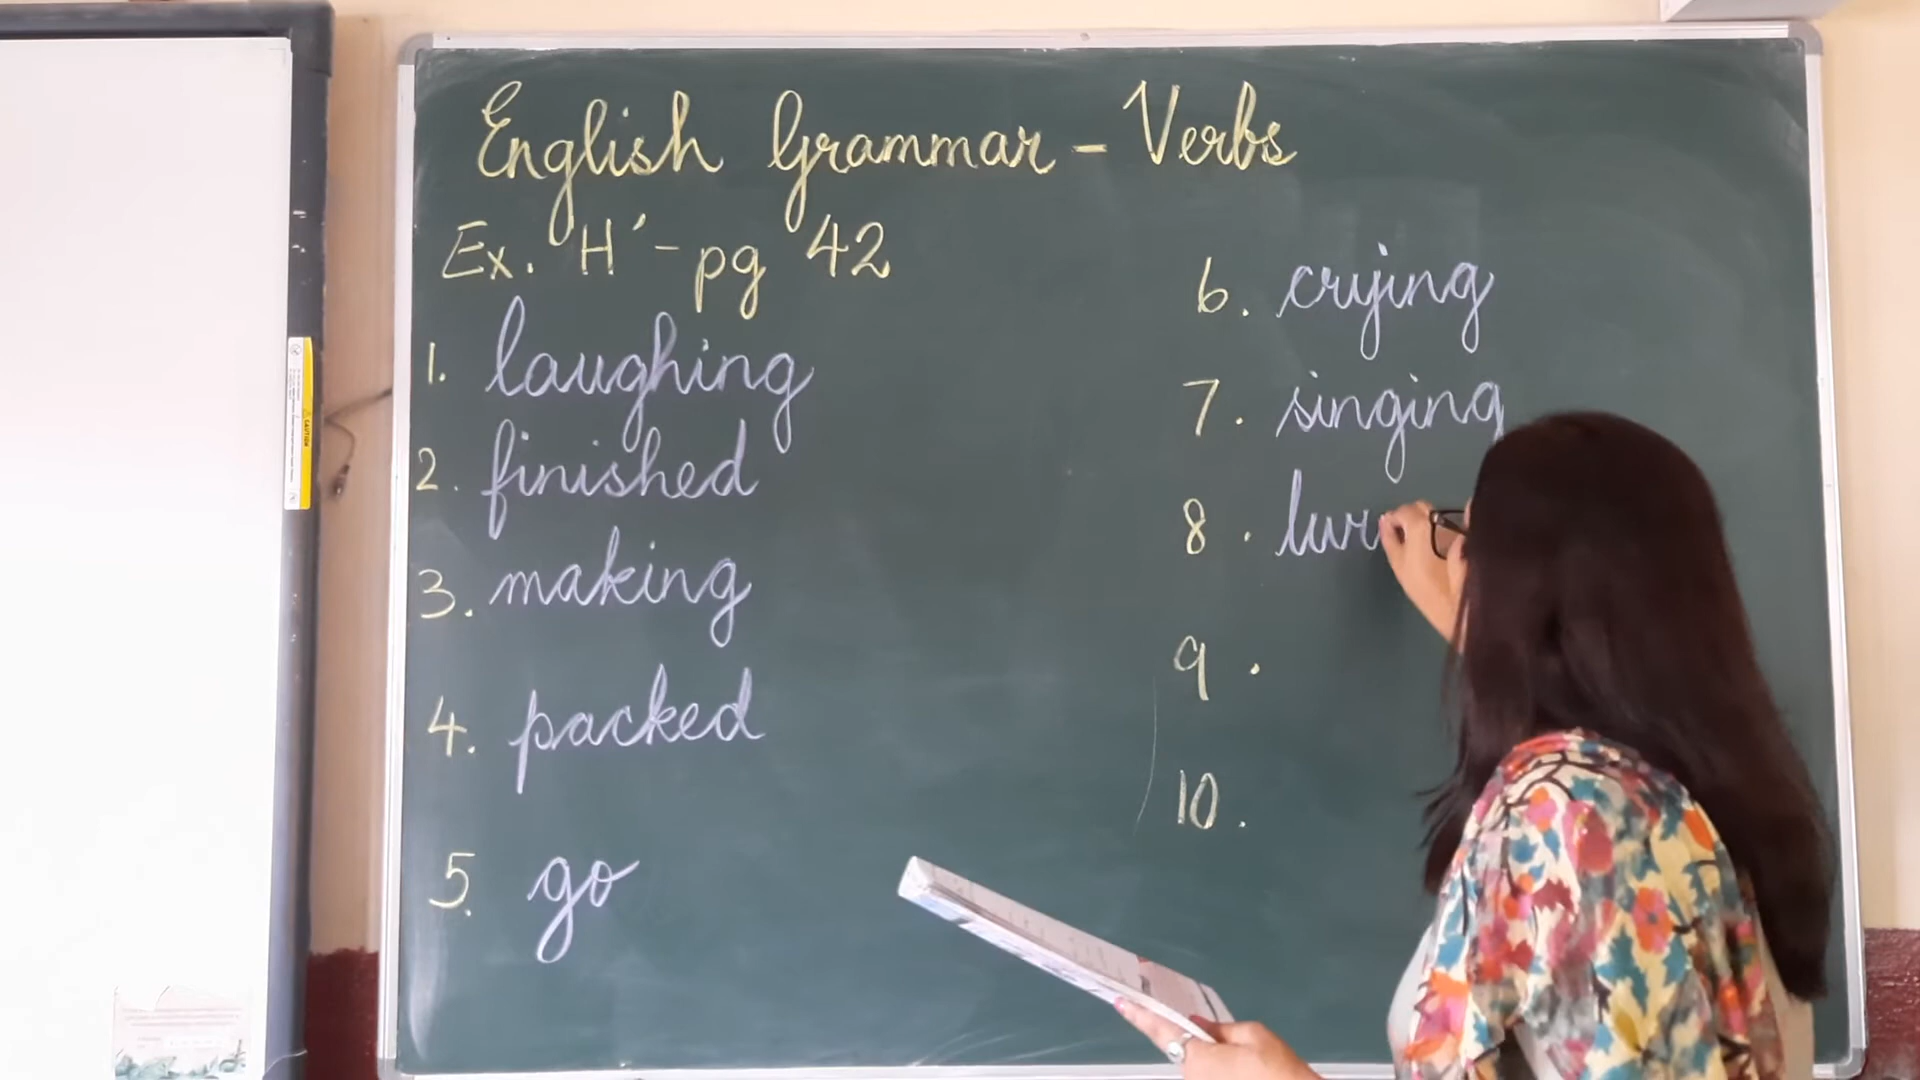 English Grammar - Verbs
Ex. 'H' - pg 42
1. laughing
2. finished
3. making
4. packed
5. go
6. crying
7. singing
8.
9.
10.
CAUTION